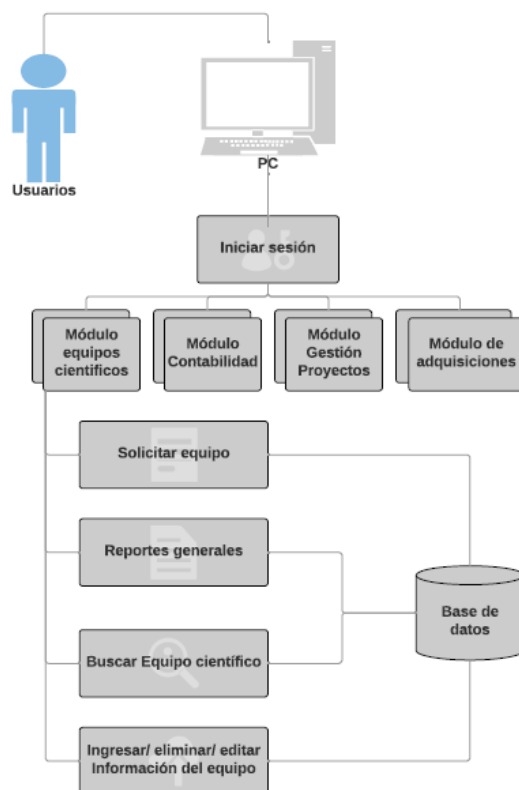 Usuarios
PC
Iniciar sesión
Módulo
equipos
cientificos
Módulo
Contabilidad
Módulo
Gestión
Proyectos
Módulo de
adquisiciones
Solicitar equipo
Reportes generales
Base de
datos
Buscar Equipo científico
Ingresar/ eliminar/ editar
Información del equipo